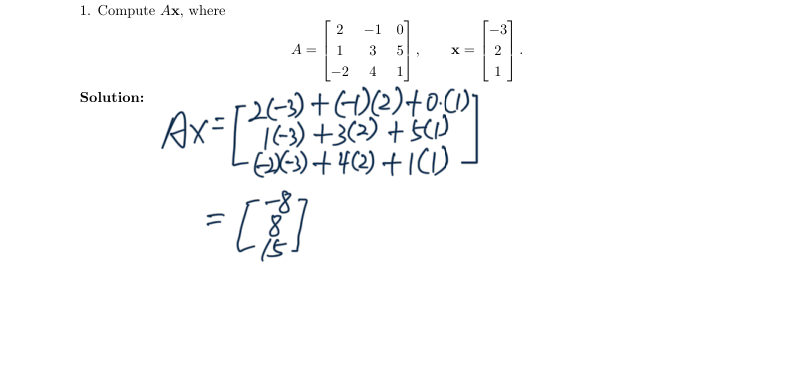 1. Compute Ax, where
A = [2 −1 0; 1 3 5; −2 4 1], x = [−3; 2; 1].
Solution:
Ax = [2(-3) + (-1)(2) + 0·(1)
1(-3) + 3(2) + 5(1)
(-2)(-3) + 4(2) + 1(1)]
= [-8
8
15]